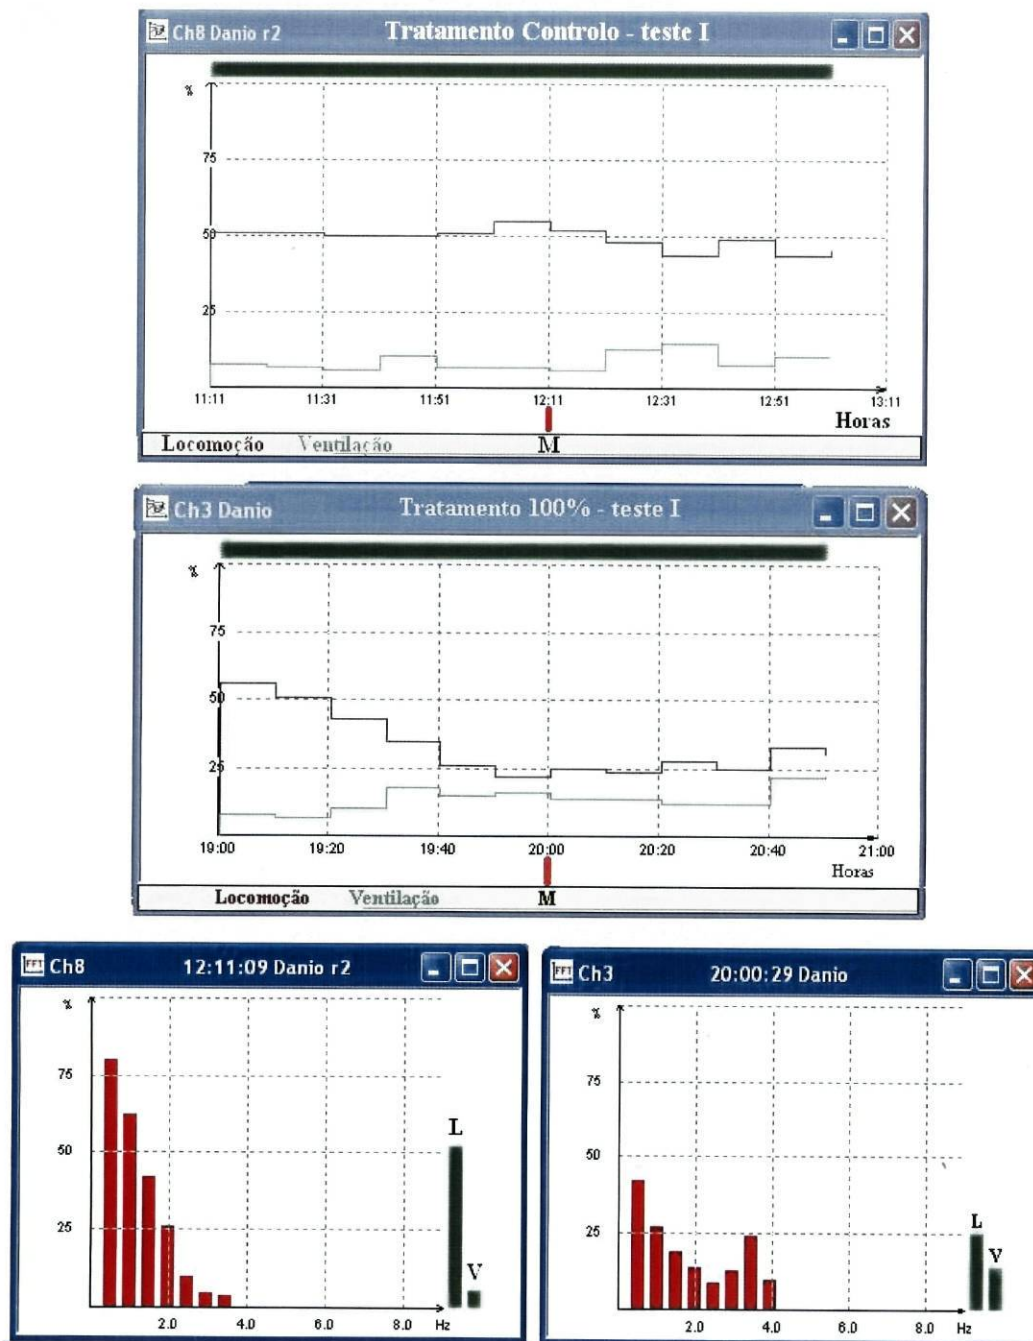 Ch8 Danio r2 Tratamento Controlo - teste I
%
75
50
25
11:11 11:31 11:51 12:11 12:31 12:51 13:11
Horas
Locomoção Ventilação M
Ch3 Danio Tratamento 100% - teste I
%
75
50
25
19:00 19:20 19:40 20:00 20:20 20:40 21:00
Horas
Locomoção Ventilação M
FFT Ch8 12:11:09 Danio r2
%
75
50
25
L
V
2.0 4.0 6.0 8.0 Hz
FFT Ch3 20:00:29 Danio
%
75
50
25
L
V
2.0 4.0 6.0 8.0 Hz